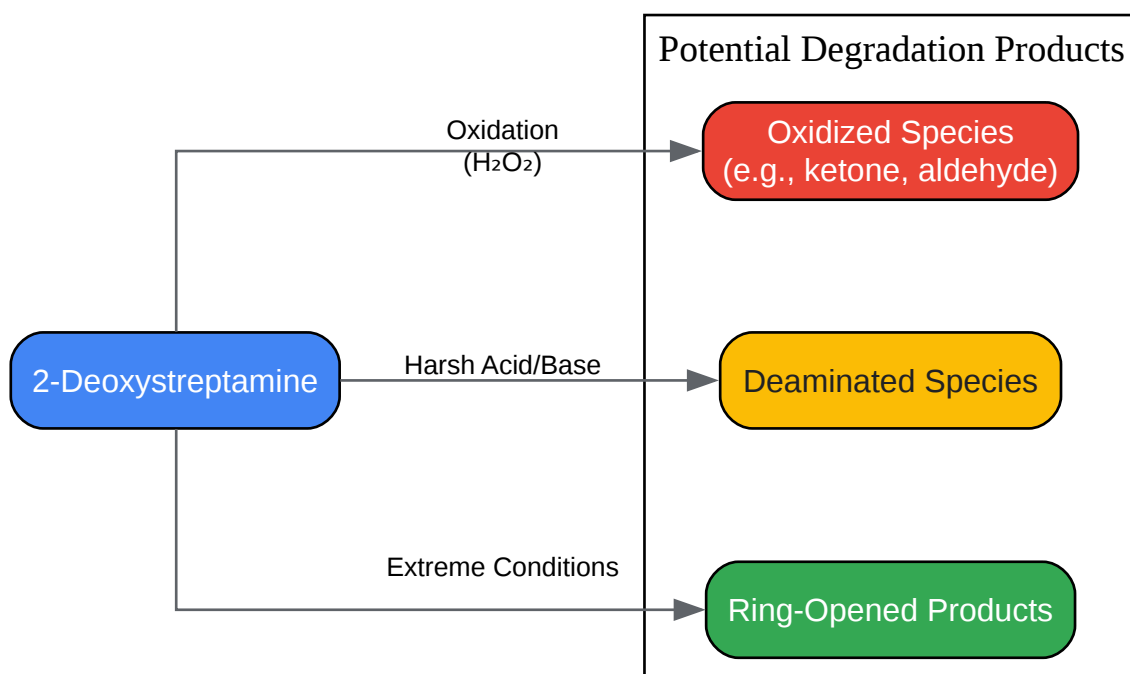 Potential Degradation Products
Oxidation
(H₂O₂)
Oxidized Species
(e.g., ketone, aldehyde)
2-Deoxystreptamine
Harsh Acid/Base
Deaminated Species
Extreme Conditions
Ring-Opened Products